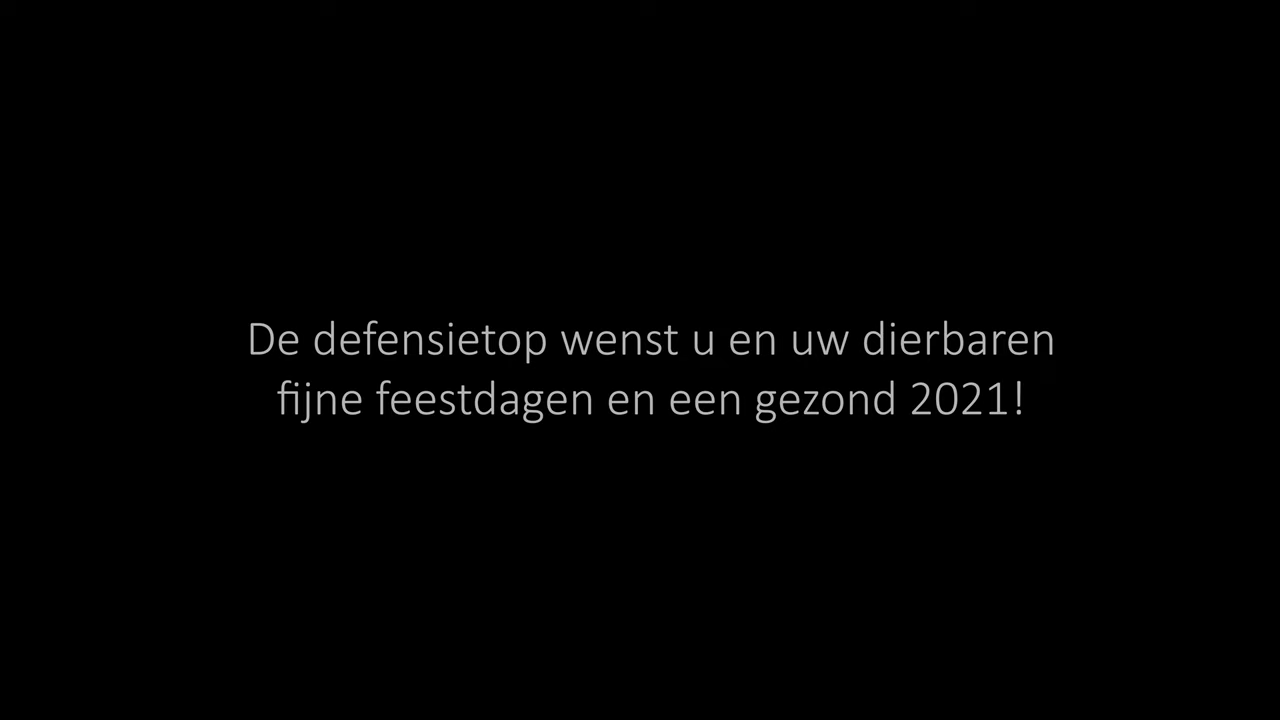 De defensietop wenst u en uw dierbaren
fijne feestdagen en een gezond 2021!